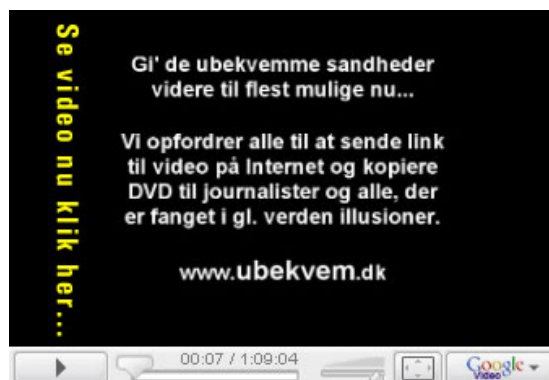 Se video nu klik her...
Gi' de ubekvemme sandheder
videre til flest mulige nu...
Vi opfordrer alle til at sende link
til video på Internet og kopiere
DVD til journalister og alle, der
er fanget i gl. verden illusioner.
www.ubekvem.dk
00:07 / 1:09:04
Google
Video